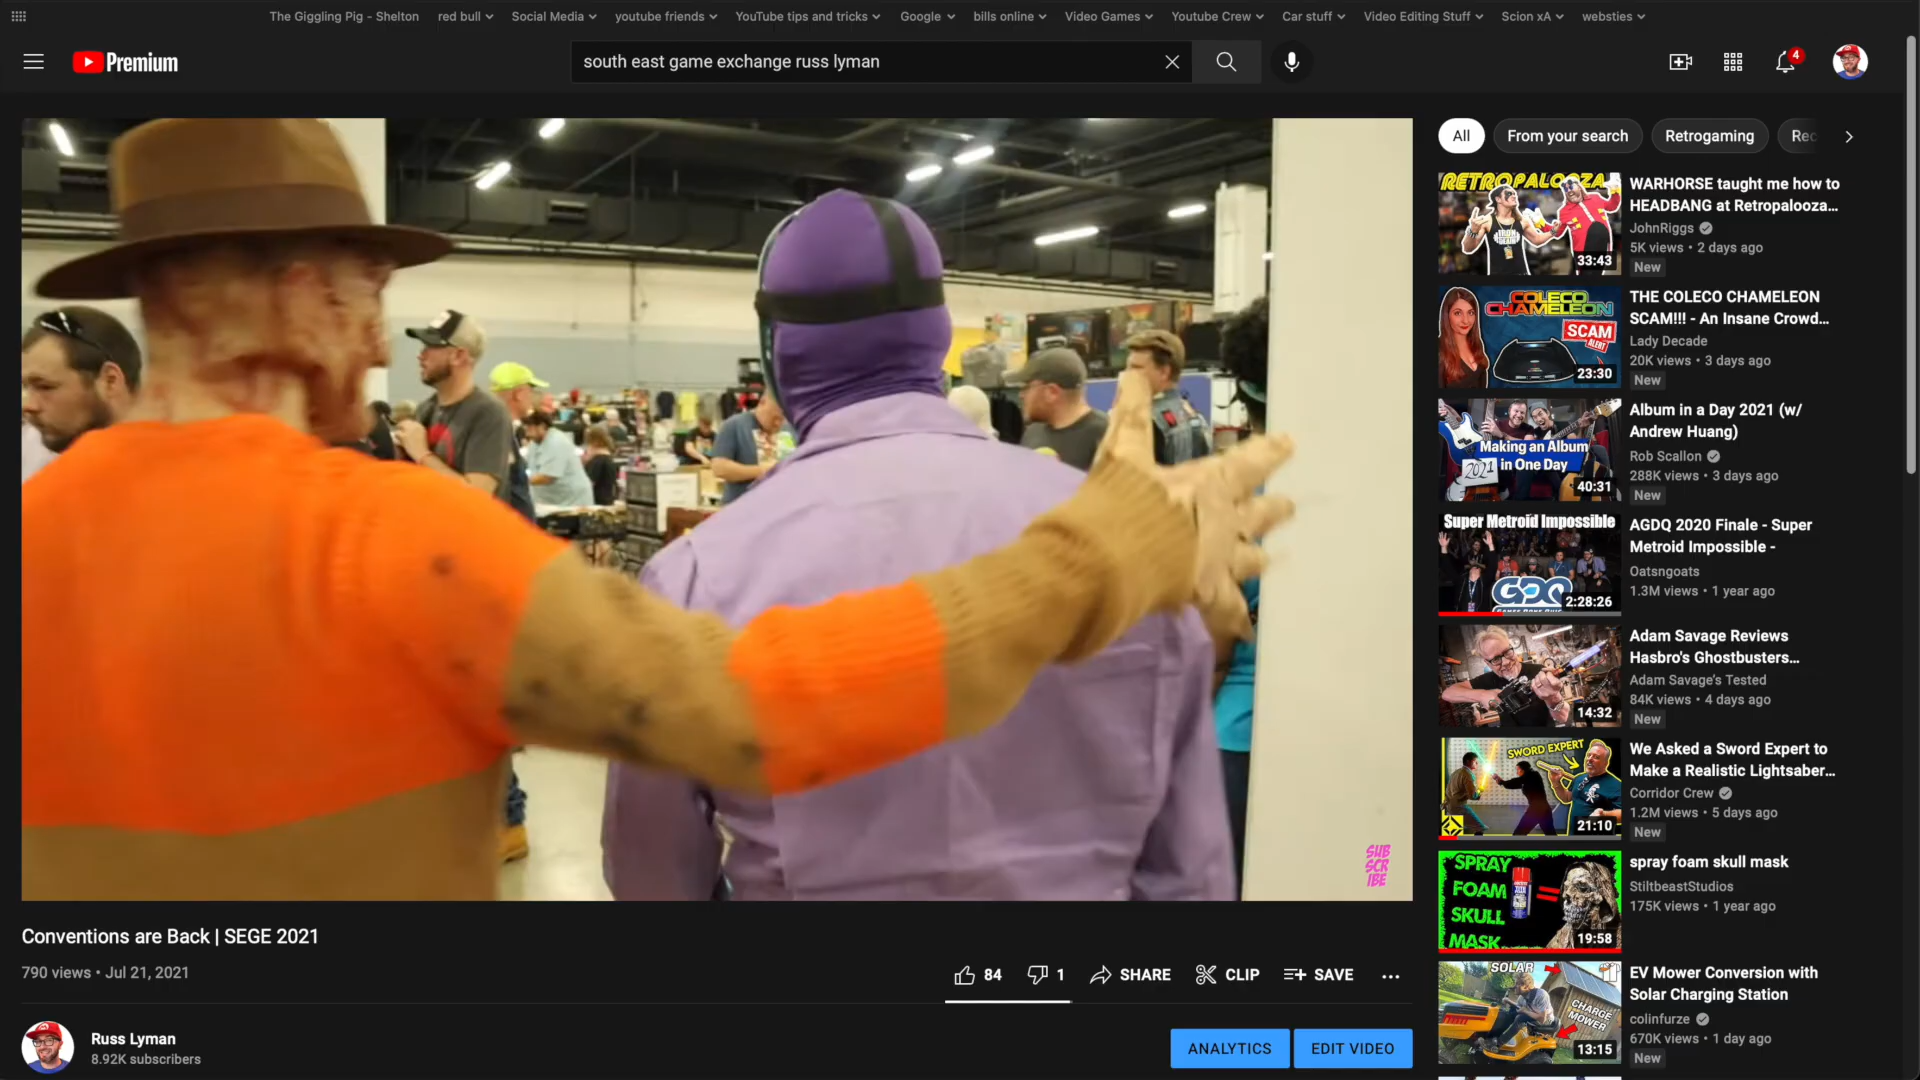 The Giggling Pig - Shelton red bull Social Media youtube friends YouTube tips and tricks Google bills online Video Games Youtube Crew Car stuff Video Editing Stuff Scion xA websties
Premium
south east game exchange russ lyman
4
SUB
SCR
IBE
Conventions are Back | SEGE 2021
790 views • Jul 21, 2021
84 1 SHARE CLIP SAVE
Russ Lyman
8.92K subscribers
ANALYTICS EDIT VIDEO
All From your search Retrogaming Rec
RETROPALOOZA
33:43
WARHORSE taught me how to
HEADBANG at Retropalooza...
JohnRiggs
5K views • 2 days ago
New
COLECO
CHAMELEON
SCAM
ALERT
23:30
THE COLECO CHAMELEON
SCAM!!! - An Insane Crowd...
Lady Decade
20K views • 3 days ago
New
Making an Album
2021 in One Day
40:31
Album in a Day 2021 (w/
Andrew Huang)
Rob Scallon
288K views • 3 days ago
New
Super Metroid Impossible
GDQ
2:28:26
AGDQ 2020 Finale - Super
Metroid Impossible -
Oatsngoats
1.3M views • 1 year ago
14:32
Adam Savage Reviews
Hasbro's Ghostbusters...
Adam Savage's Tested
84K views • 4 days ago
New
SWORD EXPERT
21:10
We Asked a Sword Expert to
Make a Realistic Lightsaber...
Corridor Crew
1.2M views • 5 days ago
New
SPRAY
FOAM
SKULL
MASK
19:58
spray foam skull mask
StiltbeastStudios
175K views • 1 year ago
SOLAR
CHARGE
MOWER
13:15
EV Mower Conversion with
Solar Charging Station
colinfurze
670K views • 1 day ago
New